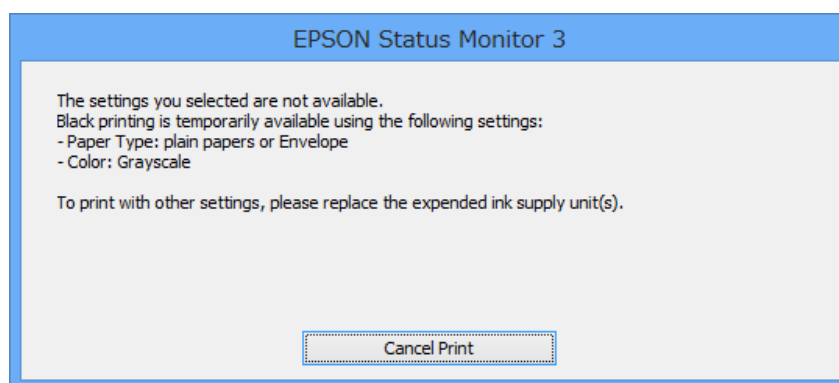 EPSON Status Monitor 3
The settings you selected are not available.
Black printing is temporarily available using the following settings:
- Paper Type: plain papers or Envelope
- Color: Grayscale
To print with other settings, please replace the expended ink supply unit(s).
Cancel Print